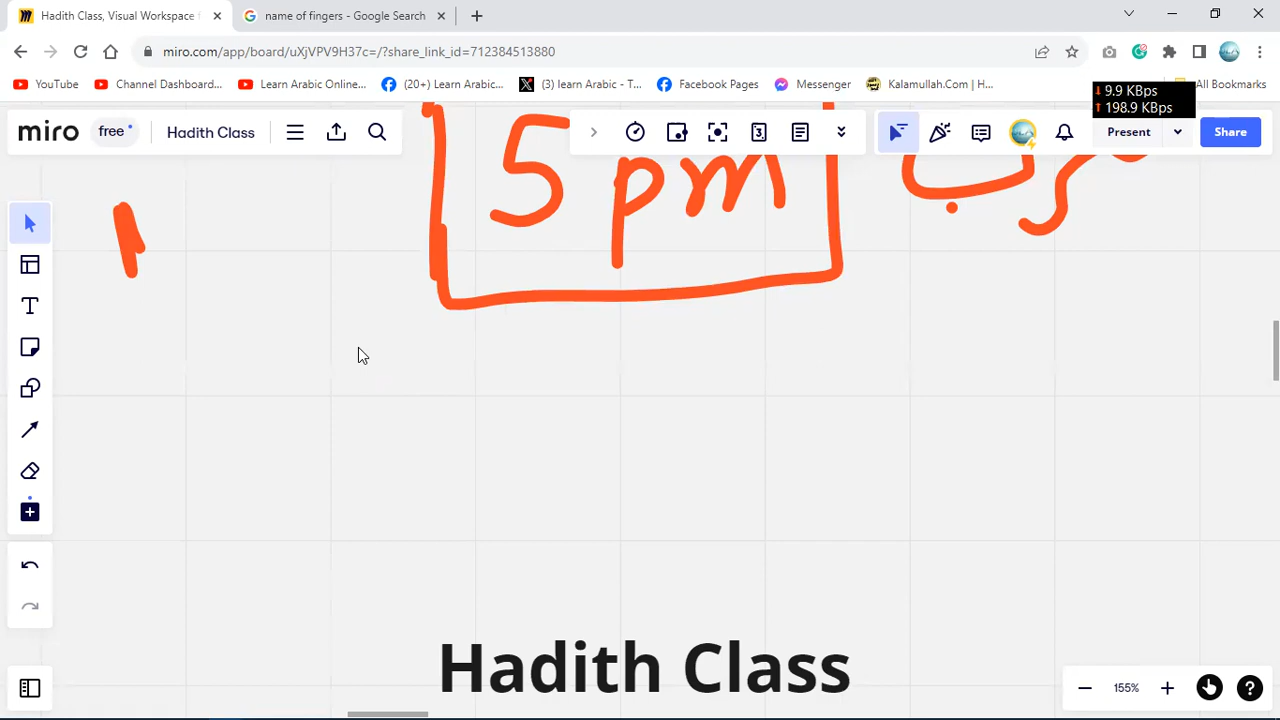 Hadith Class, Visual Workspace f
name of fingers - Google Search
miro.com/app/board/uXjVPV9H37c=/?share_link_id=712384513880
YouTube
Channel Dashboard...
Learn Arabic Online...
(20+) Learn Arabic...
learn Arabic - T...
Facebook Pages
Messenger
Kalamullah.Com | H...
All Bookmarks
9.9 KBps
198.9 KBps
miro
free
Hadith Class
3
Present
Share
5 pm
T
Hadith Class
155%
?